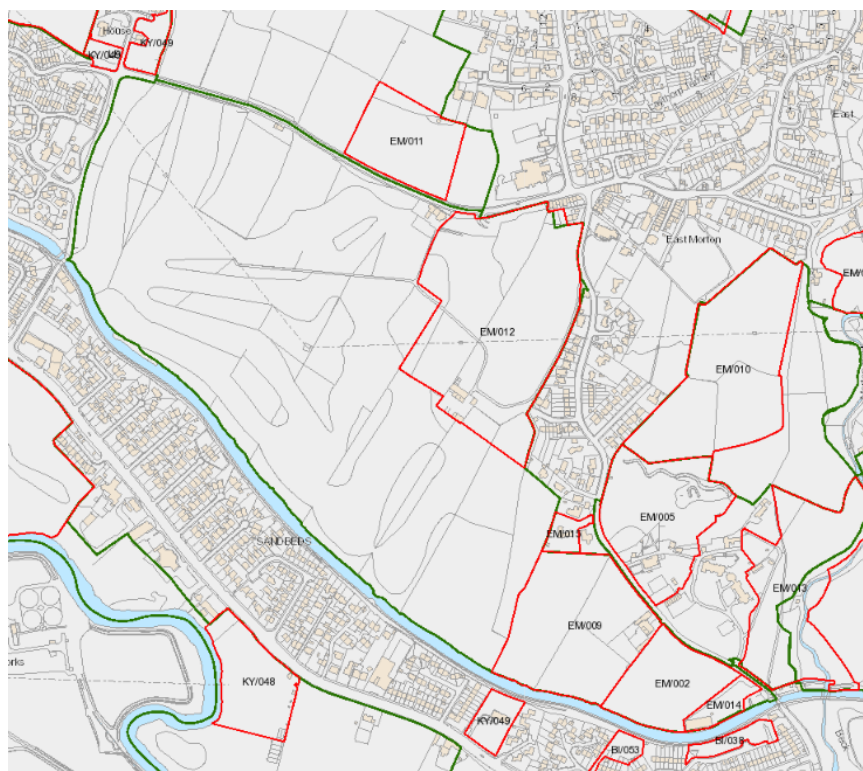 House
KY/049
EM/011
East
East Morton
EM/012
EM/010
EM/005
SANDBEDS
EM/015
EM/013
EM/009
orks
KY/048
EM/002
EM/014
KY/049
BI/053
BI/038
Beck